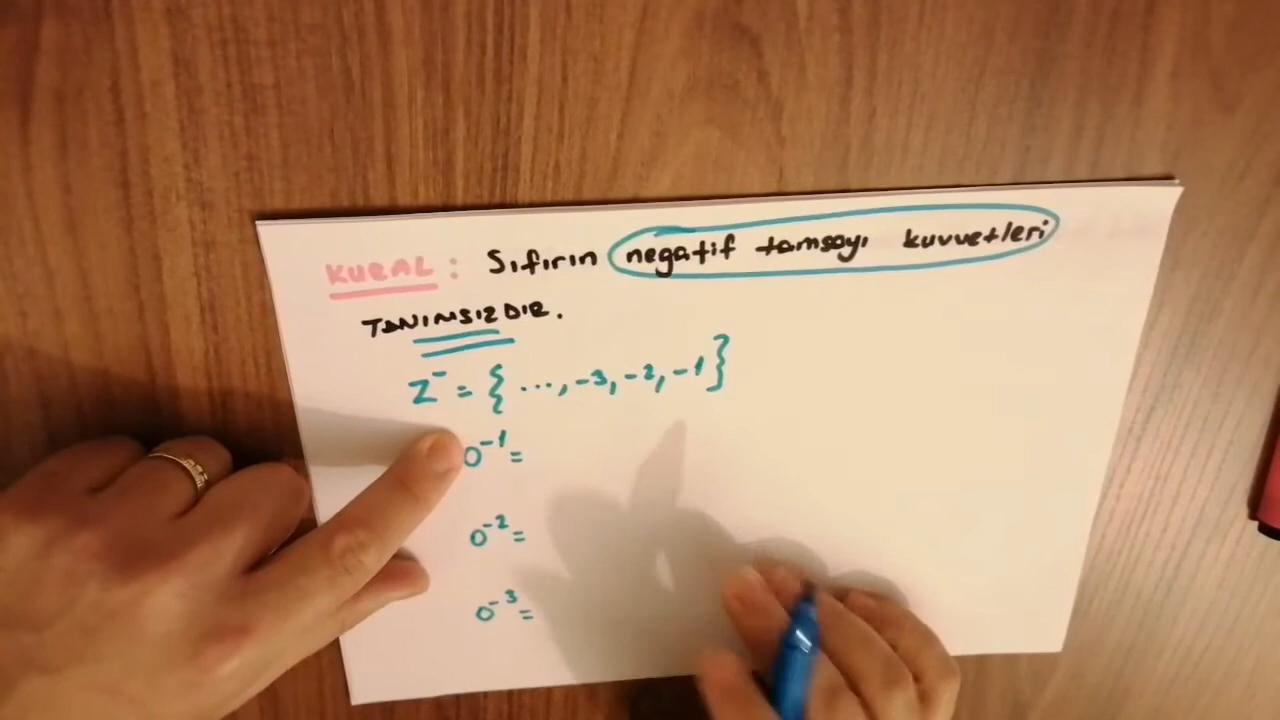 KURAL : Sıfırın negatif tamsayı kuvvetleri
TANIMSIZDIR.
Z⁻ = { ..., -3, -2, -1 }
0⁻¹ =
0⁻² =
0⁻³ =